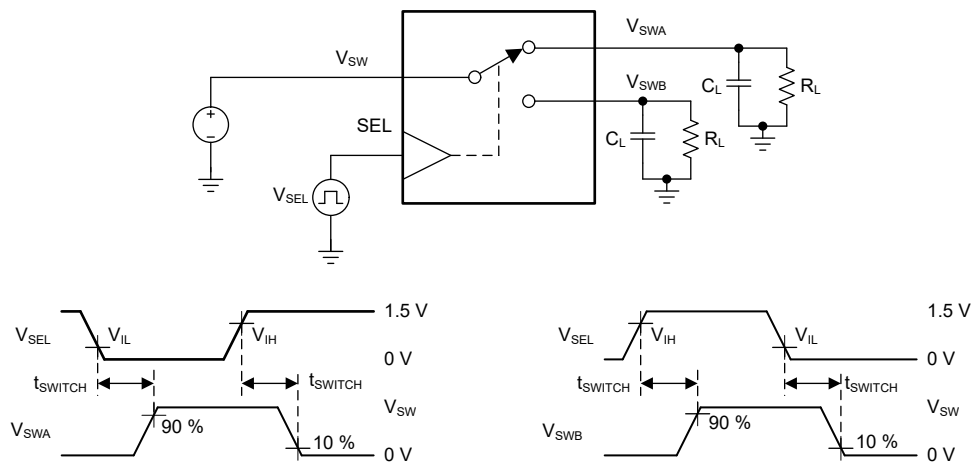 V_SWA
V_SW
V_SWB
C_L
R_L
SEL
C_L
R_L
+
−
V_SEL
1.5 V
V_SEL
V_IL
V_IH
0 V
t_SWITCH
t_SWITCH
V_SW
V_SWA
90 %
10 %
0 V
1.5 V
V_SEL
V_IH
V_IL
0 V
t_SWITCH
t_SWITCH
V_SW
V_SWB
90 %
10 %
0 V